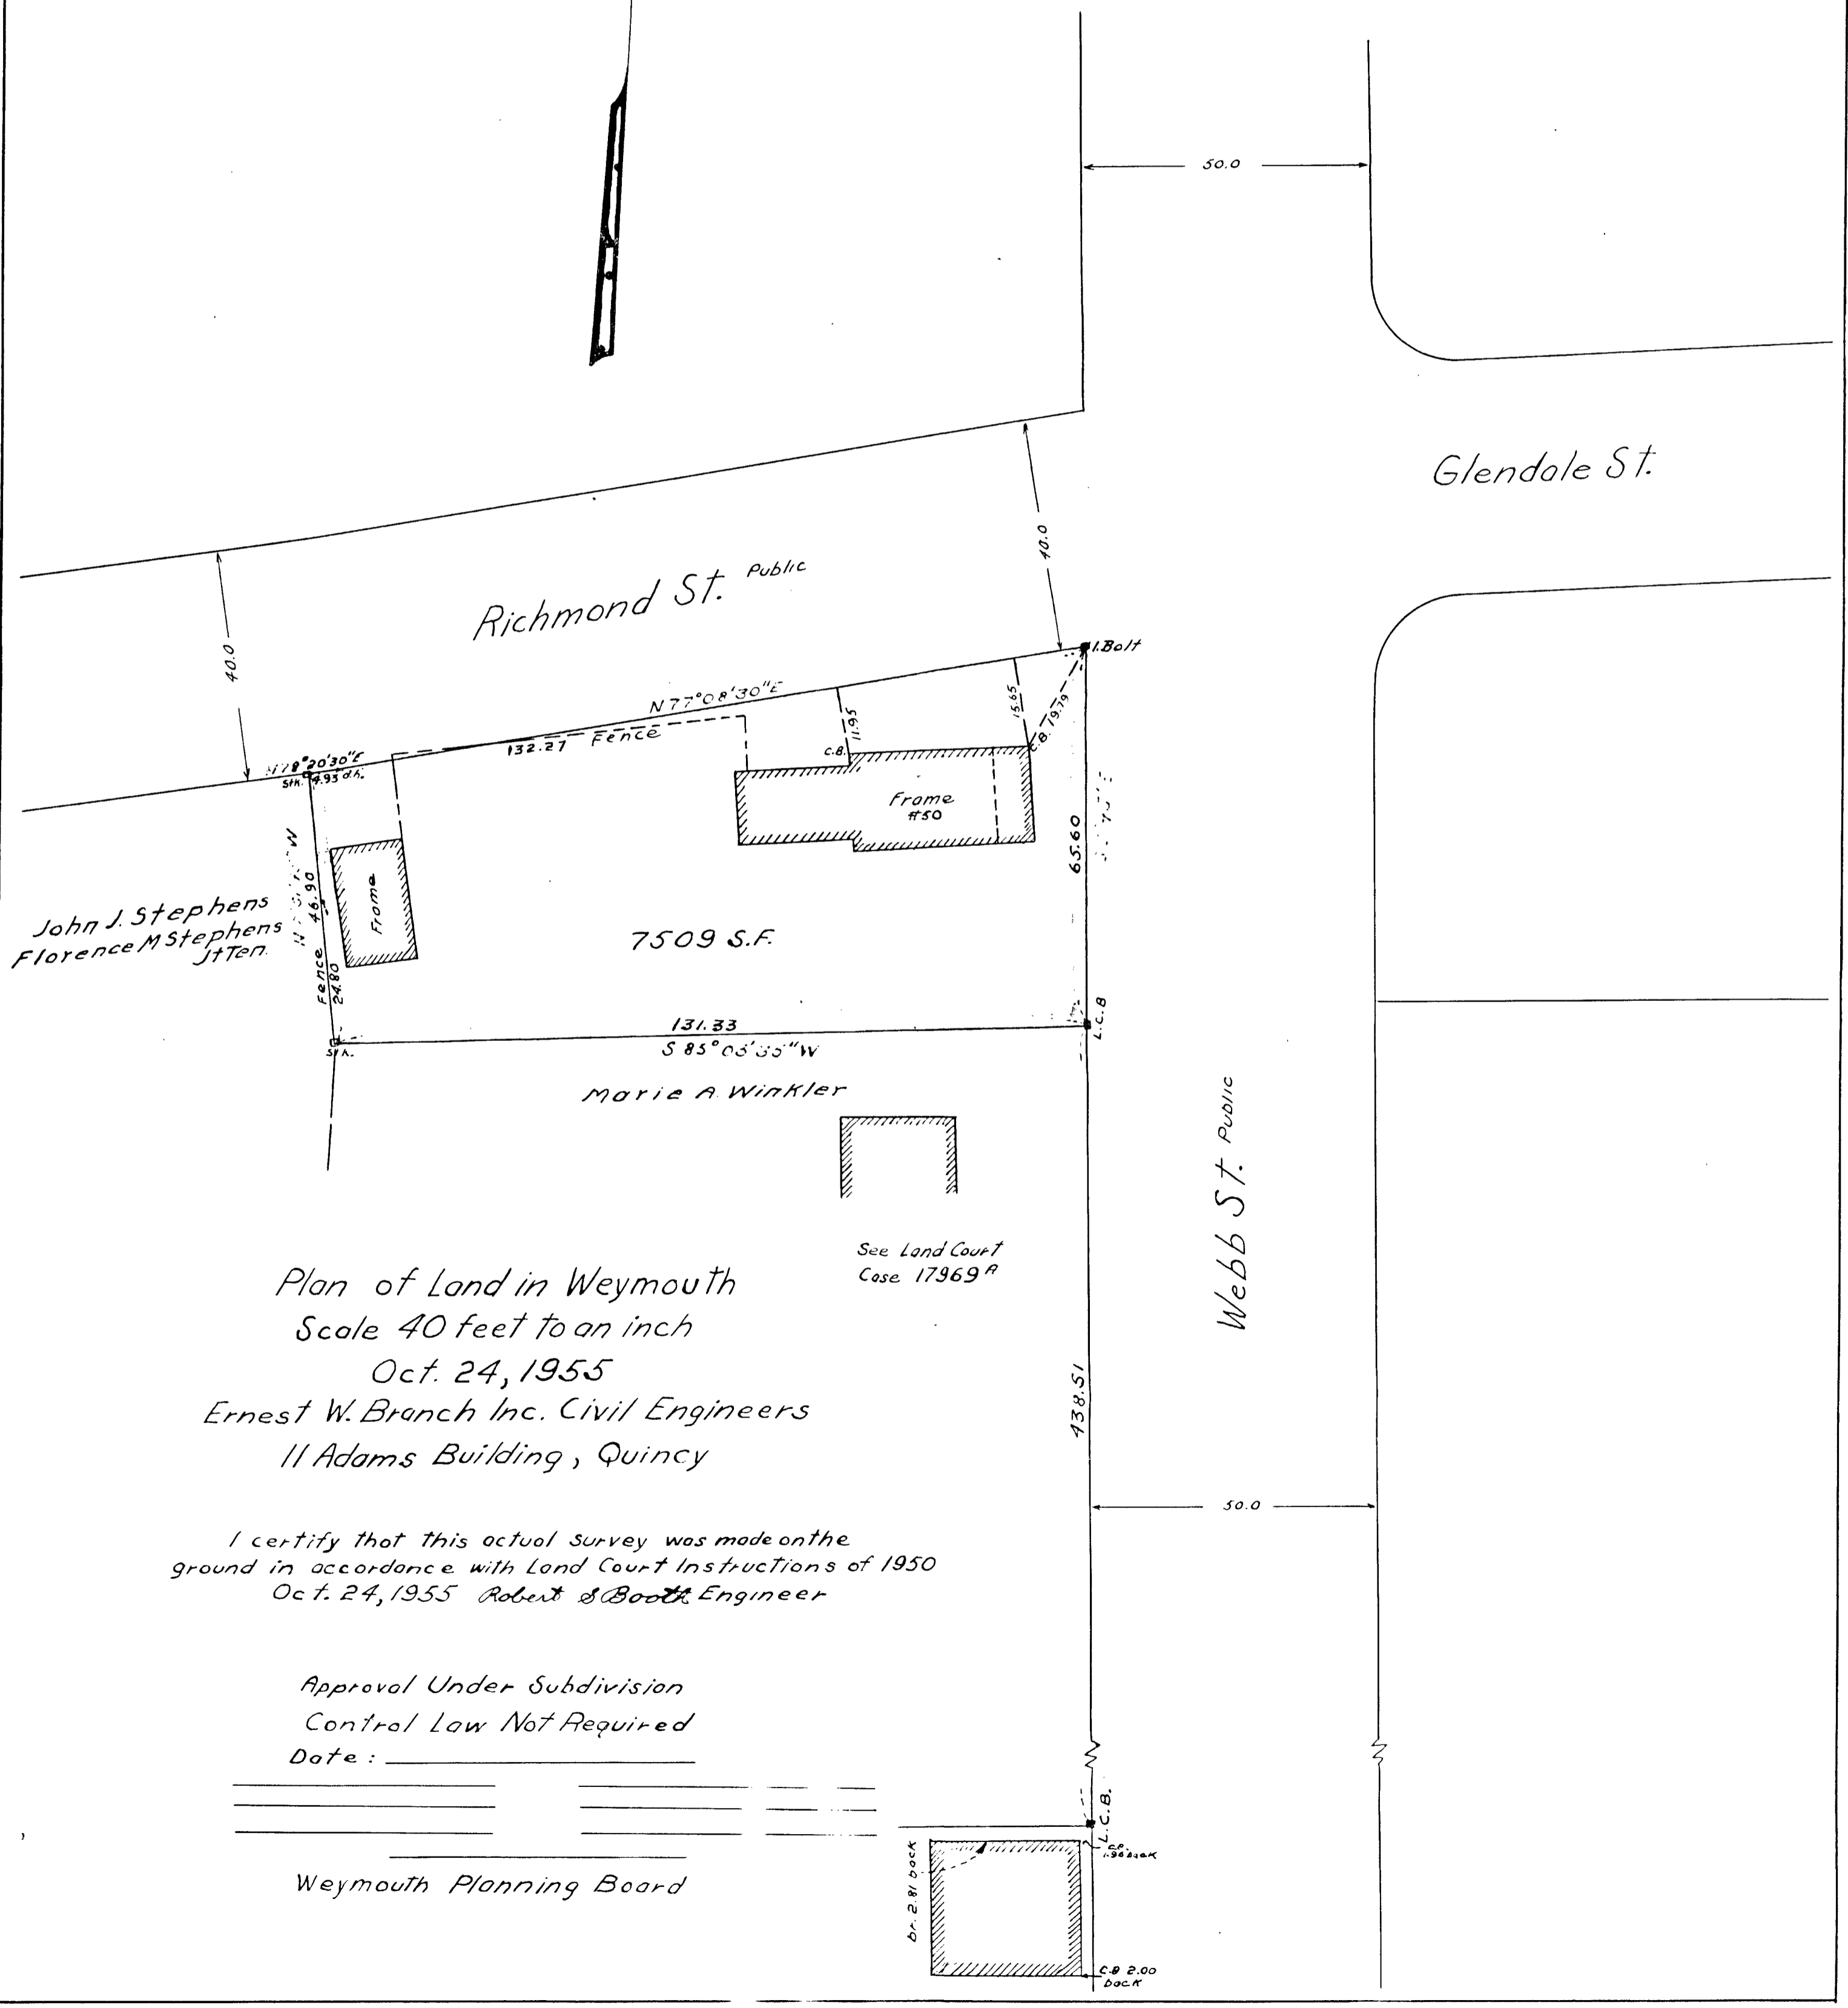 50.0
Glendale St.
40.0
Richmond St. Public
40.0
I. Bolt
N 77°08'30"E
132.27 Fence
11.95
C.B.
15.65
C.B. 19.79
°20'30"E
Stk. 4.93 d.h.
Frame
#50
65.60
W
46.90
Fence
24.80
Frame
John J. Stephens
Florence M Stephens
Jt Ten.
7509 S.F.
131.33
S 85° "W
Stk.
L.C.B
Marie A. Winkler
See Land Court
Case 17969 A
Webb St. Public
Plan of Land in Weymouth
Scale 40 feet to an inch
Oct. 24, 1955
Ernest W. Branch Inc. Civil Engineers
11 Adams Building, Quincy
438.51
50.0
I certify that this actual survey was made on the
ground in accordance with Land Court Instructions of 1950
Oct. 24, 1955 Robert S Booth Engineer
Approval Under Subdivision
Control Law Not Required
Date:
Weymouth Planning Board
L.C.B.
1.90 back
br. 2.81 back
C.B 2.00
back